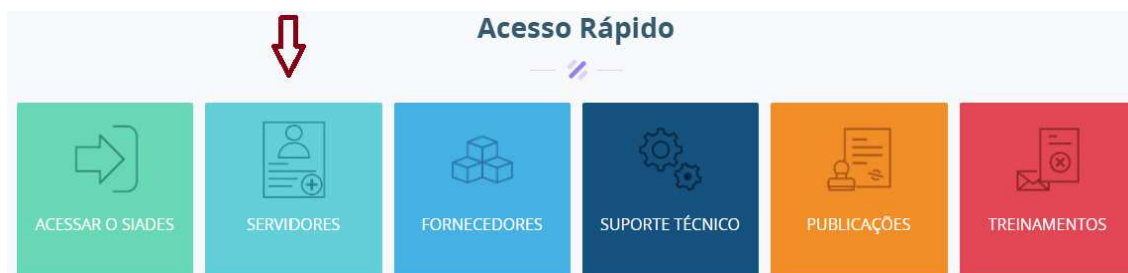 Acesso Rápido
ACESSAR O SIADES
SERVIDORES
FORNECEDORES
SUPORTE TÉCNICO
PUBLICAÇÕES
TREINAMENTOS